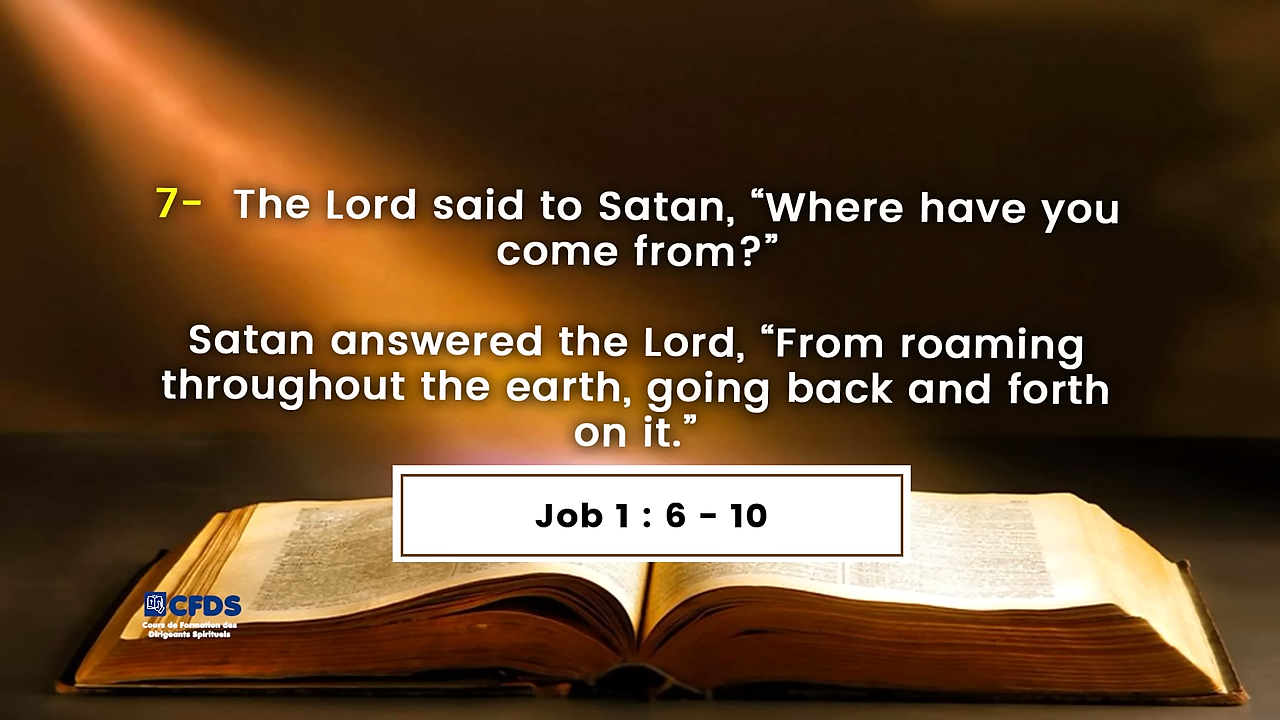 7- The Lord said to Satan, “Where have you
come from?”
Satan answered the Lord, “From roaming
throughout the earth, going back and forth
on it.”
Job 1 : 6 - 10
CFDS
Cours de Formation des
Dirigeants Spirituels